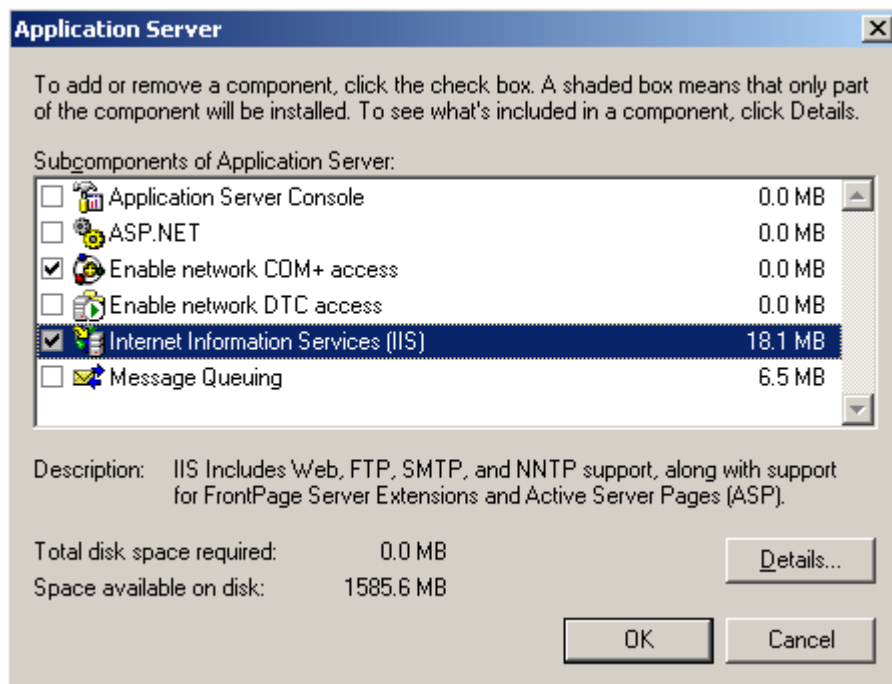 Application Server
To add or remove a component, click the check box. A shaded box means that only part
of the component will be installed. To see what's included in a component, click Details.
Subcomponents of Application Server:
Application Server Console 0.0 MB
ASP.NET 0.0 MB
Enable network COM+ access 0.0 MB
Enable network DTC access 0.0 MB
Internet Information Services (IIS) 18.1 MB
Message Queuing 6.5 MB
Description: IIS Includes Web, FTP, SMTP, and NNTP support, along with support
for FrontPage Server Extensions and Active Server Pages (ASP).
Total disk space required: 0.0 MB
Space available on disk: 1585.6 MB
Details...
OK Cancel